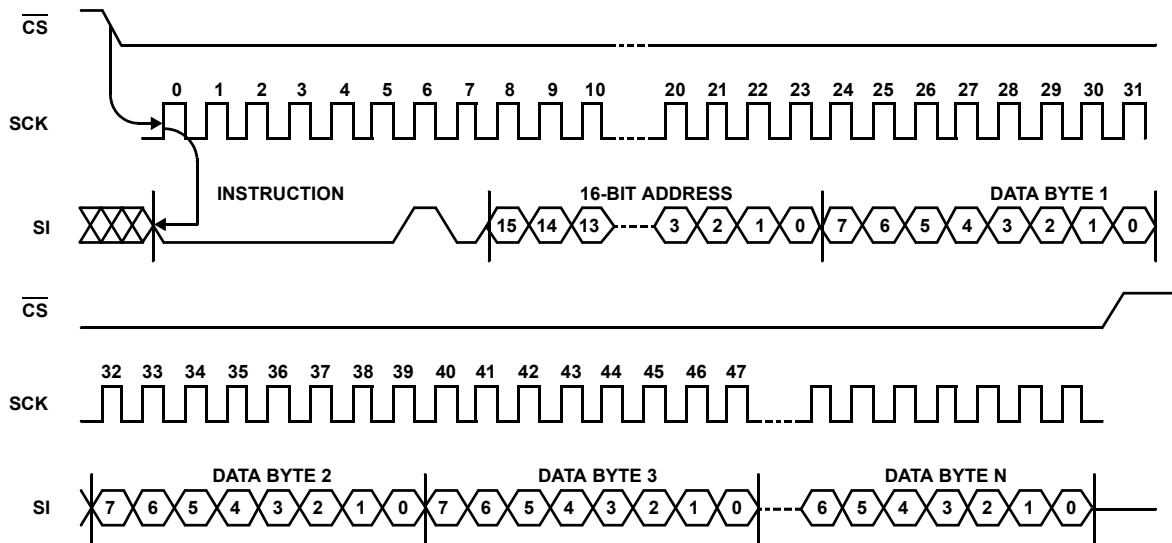 CS
0 1 2 3 4 5 6 7 8 9 10 20 21 22 23 24 25 26 27 28 29 30 31
SCK
INSTRUCTION 16-BIT ADDRESS DATA BYTE 1
SI 15 14 13 3 2 1 0 7 6 5 4 3 2 1 0
CS
32 33 34 35 36 37 38 39 40 41 42 43 44 45 46 47
SCK
DATA BYTE 2 DATA BYTE 3 DATA BYTE N
SI 7 6 5 4 3 2 1 0 7 6 5 4 3 2 1 0 6 5 4 3 2 1 0